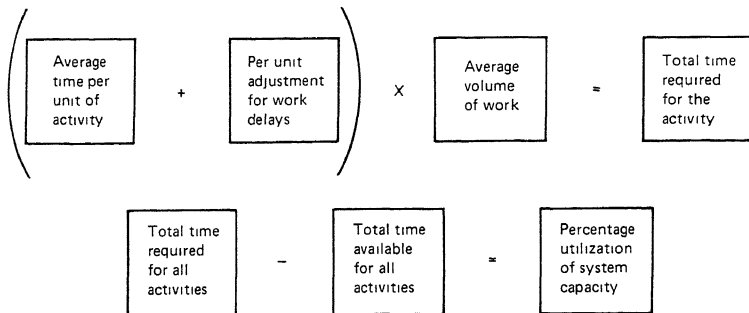 ( Average time per unit of activity + Per unit adjustment for work delays ) X Average volume of work = Total time required for the activity
Total time required for all activities - Total time available for all activities = Percentage utilization of system capacity